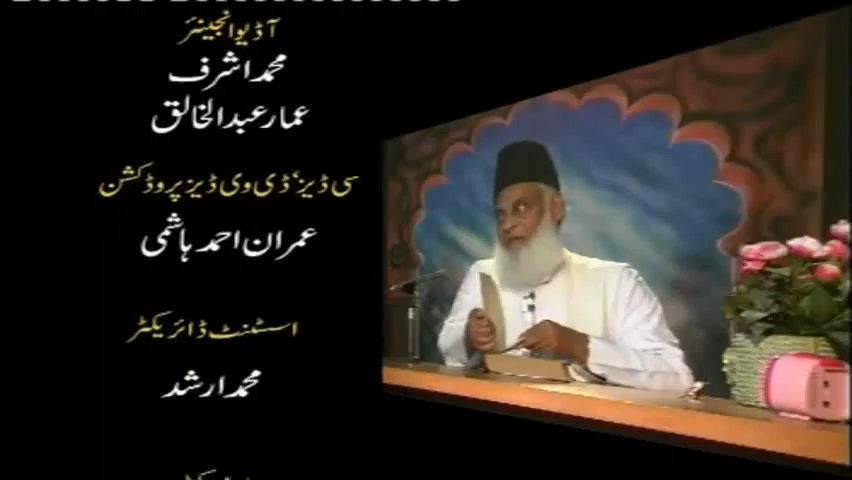 آڈیو انجینئر
محمد اشرف
عمار عبدالخالق
سی ڈیز، ڈی وی ڈیز پروڈکشن
عمران احمد ہاشمی
اسسٹنٹ ڈائریکٹر
محمد ارشد